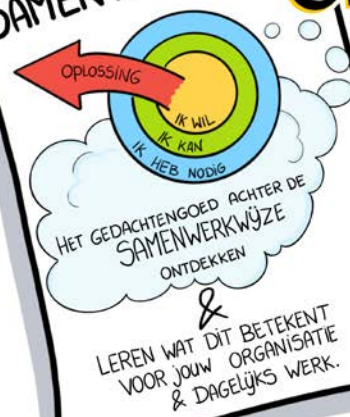 OPLOSSING
IK WIL
IK KAN
IK HEB NODIG
HET GEDACHTENGOED ACHTER DE
SAMENWERKWIJZE
ONTDEKKEN
&
LEREN WAT DIT BETEKENT
VOOR JOUW ORGANISATIE
& DAGELIJKS WERK.